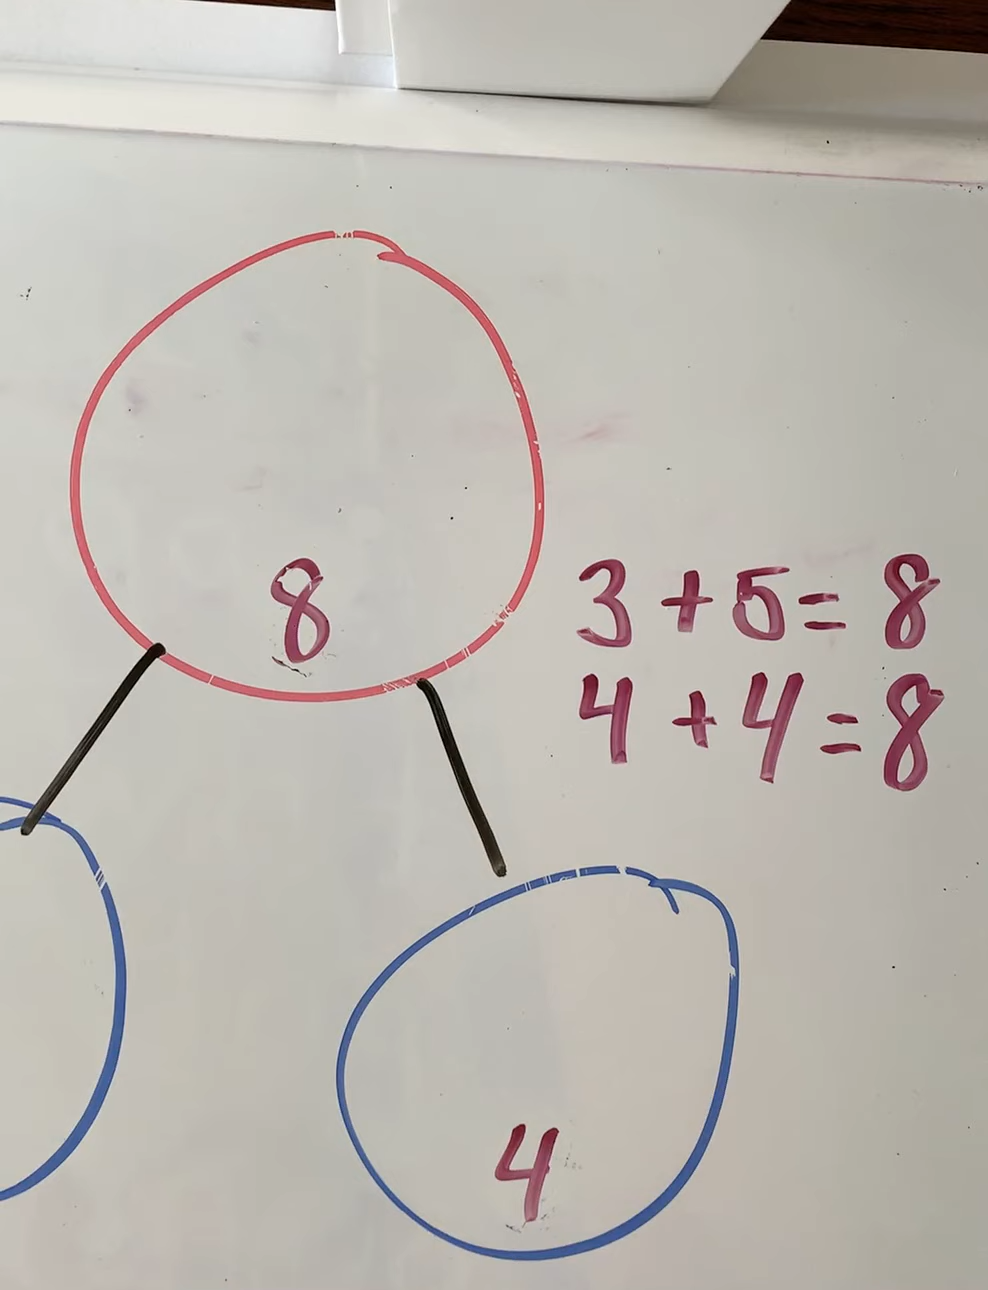 8
3 + 5 = 8
4 + 4 = 8
4